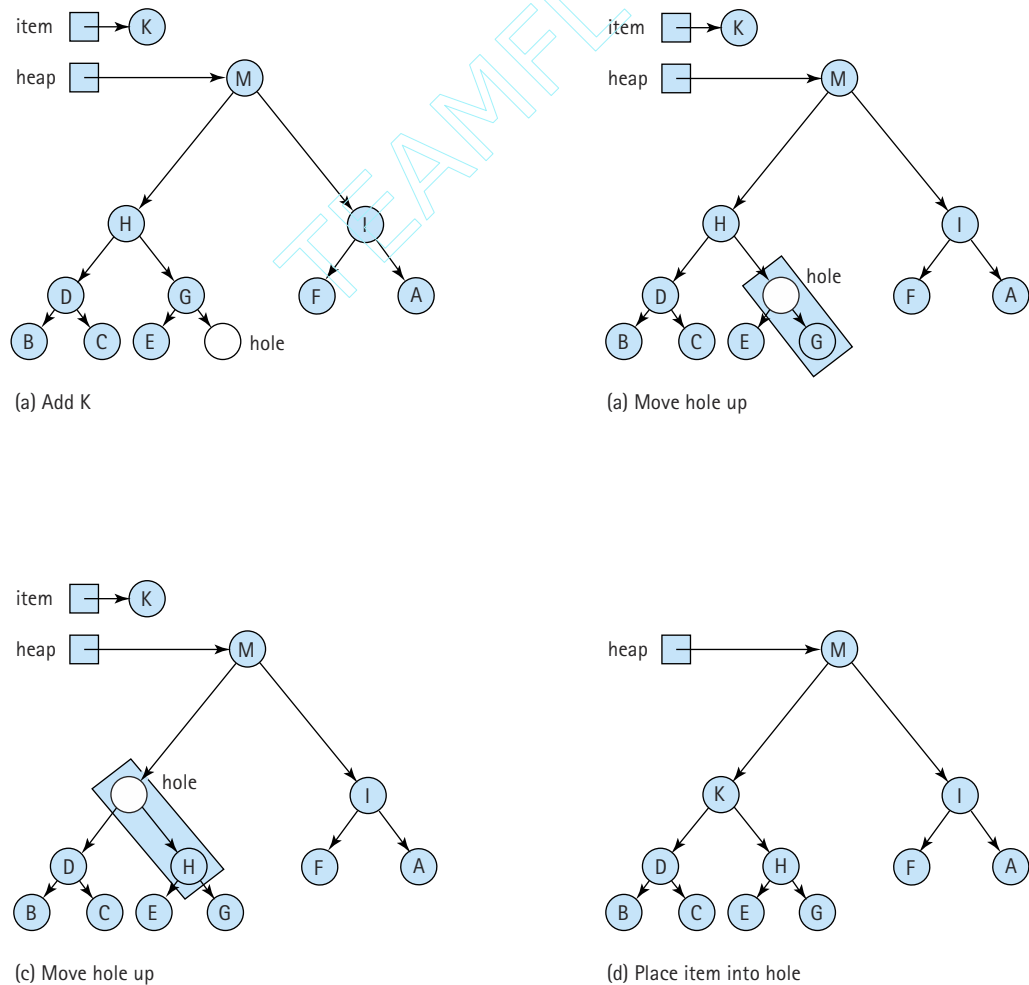 item K
heap M
H I
D G F A
B C E hole
(a) Add K
item K
heap M
H I
hole
D F A
B C E G
(a) Move hole up
item K
heap M
hole
I
D H F A
B C E G
(c) Move hole up
heap M
K I
D H F A
B C E G
(d) Place item into hole
TEAMFL